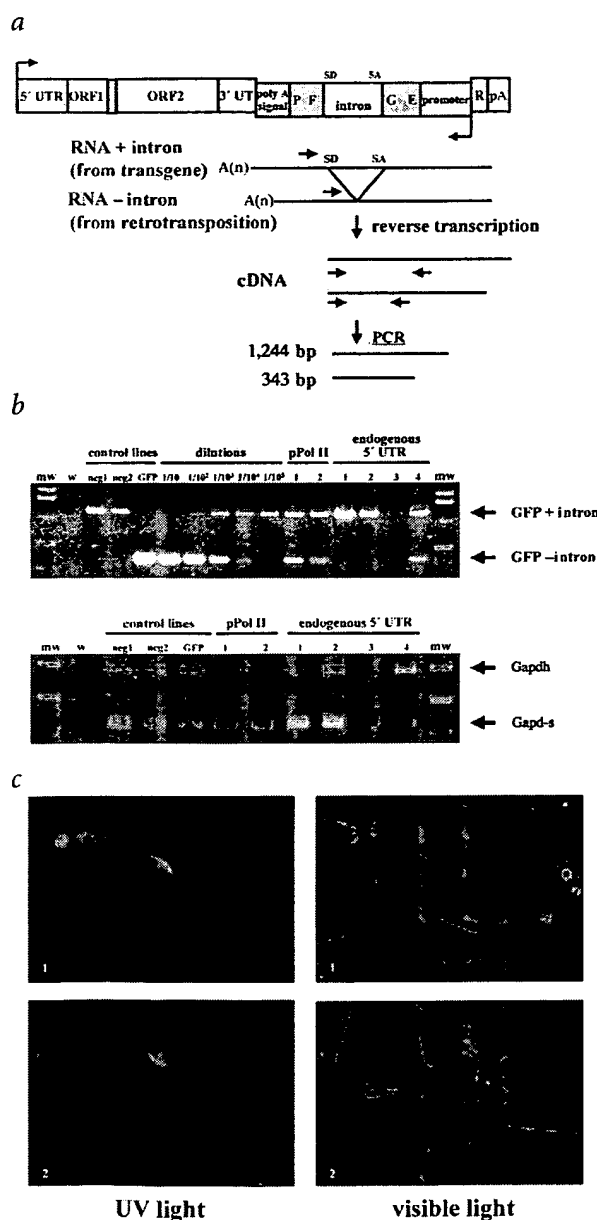 a
SD SA
5′ UTR ORF1 ORF2 3′ UT poly A signal intron promoter R pA
RNA + intron
(from transgene)
A(n) SD SA
RNA – intron
(from retrotransposition)
A(n)
reverse transcription
cDNA
PCR
1,244 bp
343 bp
b
control lines dilutions pPol II endogenous 5′ UTR
mw w neg1 neg2 GFP 1/10 1/10² 1/10³ 1/10⁴ 1/10⁵ 1 2 1 2 3 4 mw
GFP + intron
GFP –intron
control lines pPol II endogenous 5′ UTR
mw w neg1 neg2 GFP 1 2 1 2 3 4 mw
Gapdh
Gapd-s
c
1 1
2 2
UV light visible light